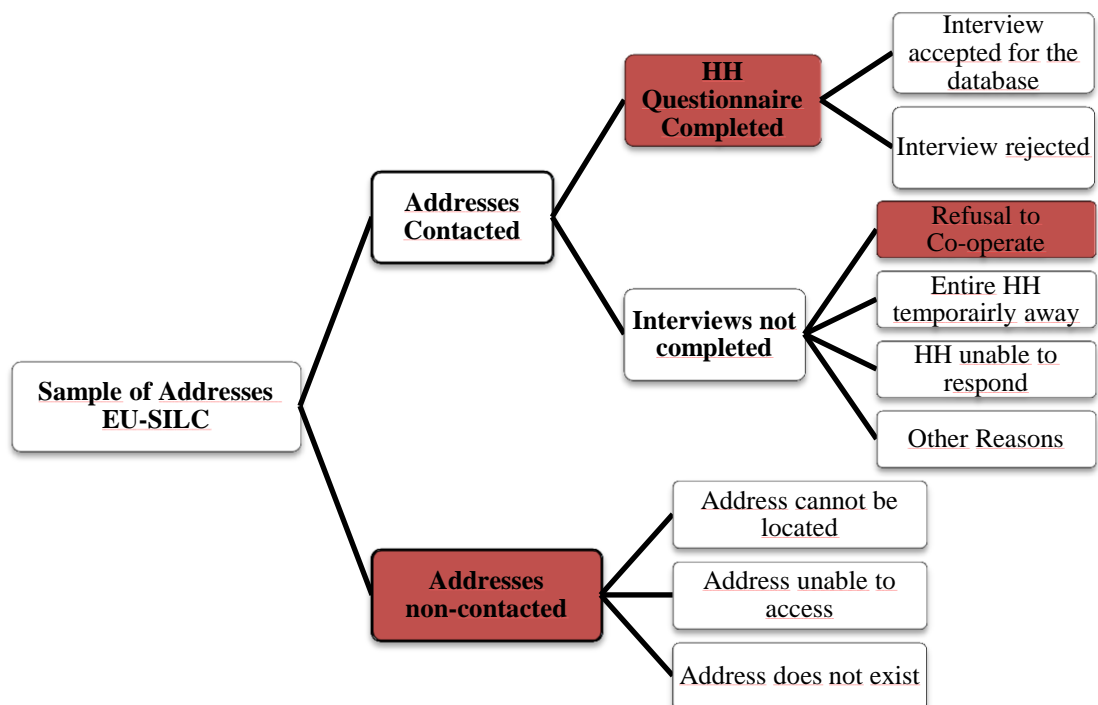 Interview
accepted for the
database
HH
Questionnaire
Completed
Interview rejected
Addresses
Contacted
Refusal to
Co-operate
Entire HH
temporairly away
Interviews not
completed
HH unable to
respond
Sample of Addresses
EU-SILC
Other Reasons
Address cannot be
located
Addresses
non-contacted
Address unable to
access
Address does not exist